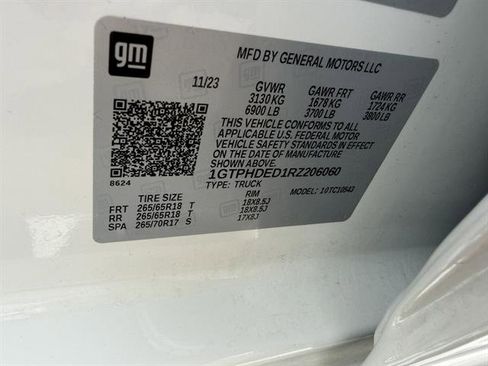 gm
MFD BY GENERAL MOTORS LLC
11/23 GVWR GAWR FRT GAWR RR
3130 KG 1678 KG 1724 KG
6900 LB 3700 LB 3800 LB
THIS VEHICLE CONFORMS TO ALL
APPLICABLE U.S. FEDERAL MOTOR
VEHICLE SAFETY STANDARDS IN
EFFECT ON THE DATE OF
MANUFACTURE SHOWN ABOVE.
1GTPHDED1RZ206060
8624 TYPE: TRUCK MODEL: 10TC10543
TIRE SIZE RIM
FRT 265/65R18 T 18X8.5J
RR 265/65R18 T 18X8.5J
SPA 265/70R17 S 17X8J